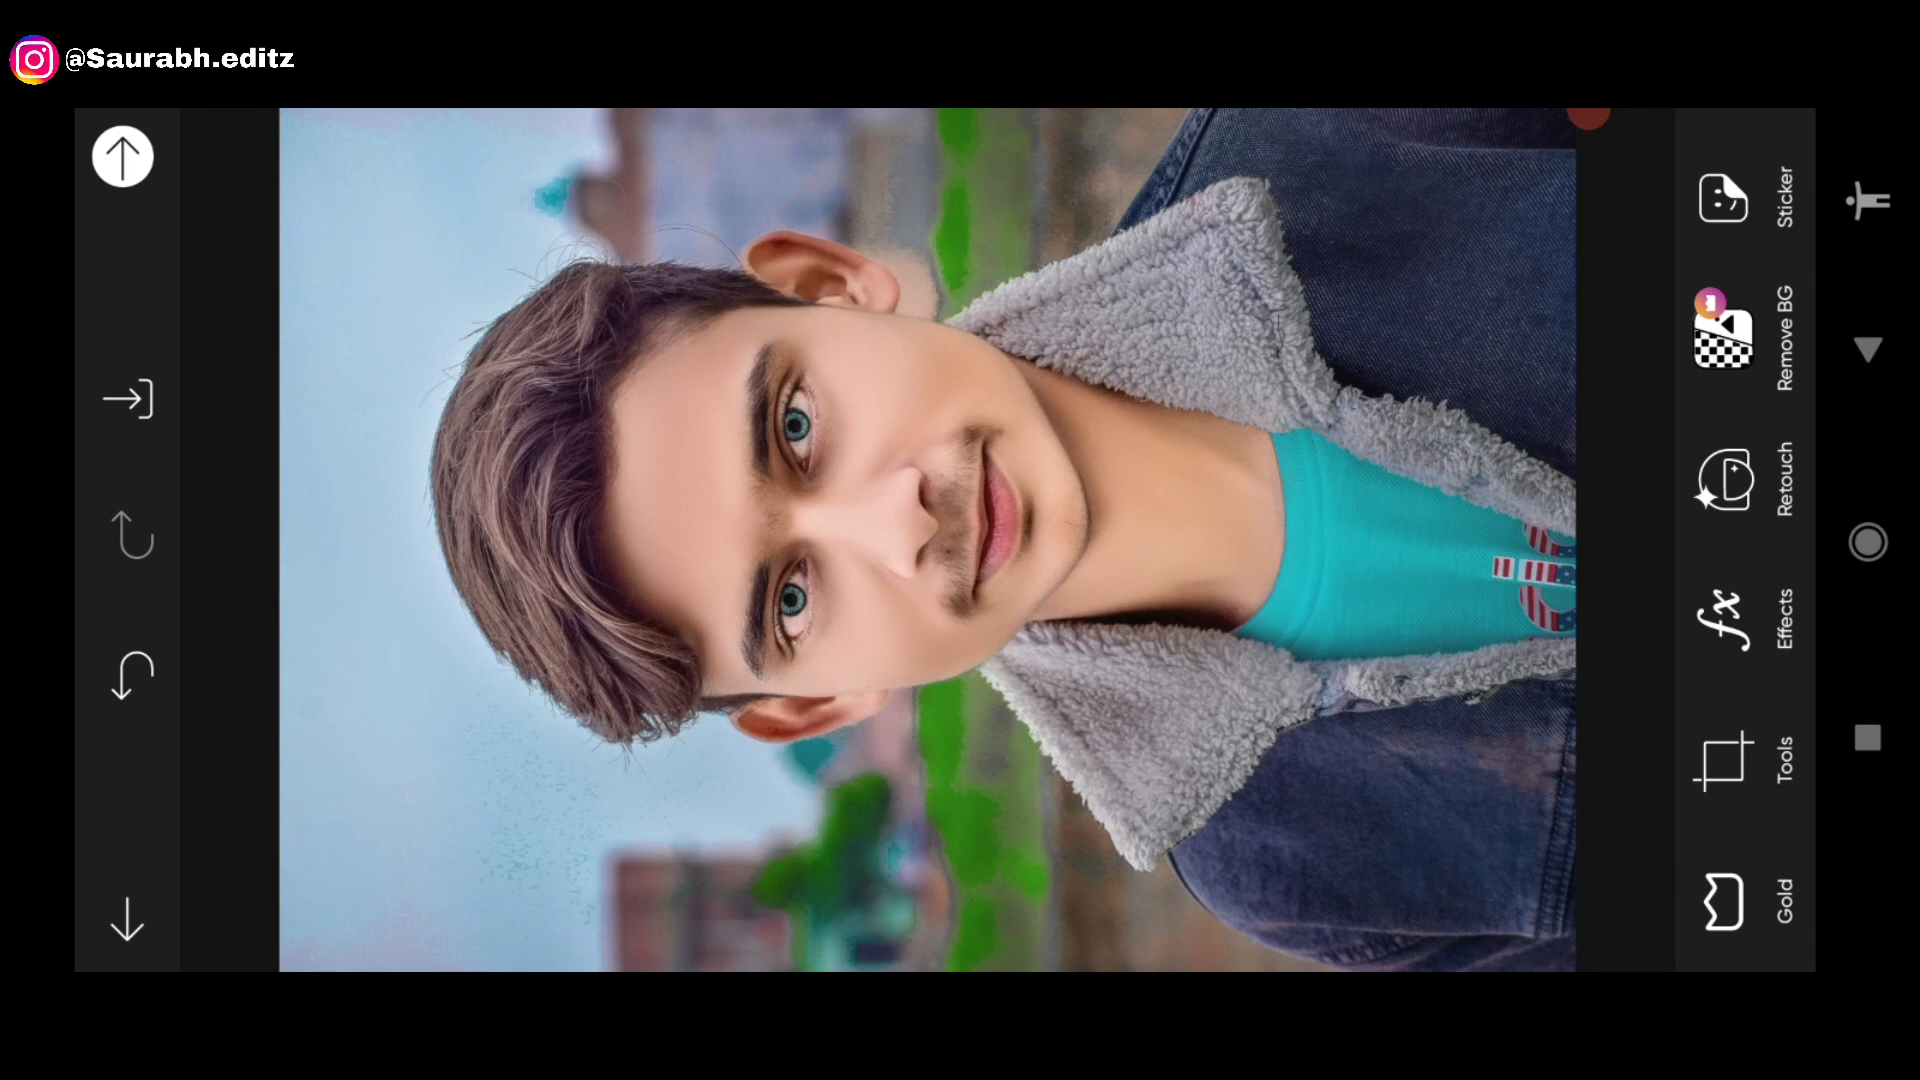 @Saurabh.editz
Sticker
Remove BG
Retouch
Effects
Tools
Gold